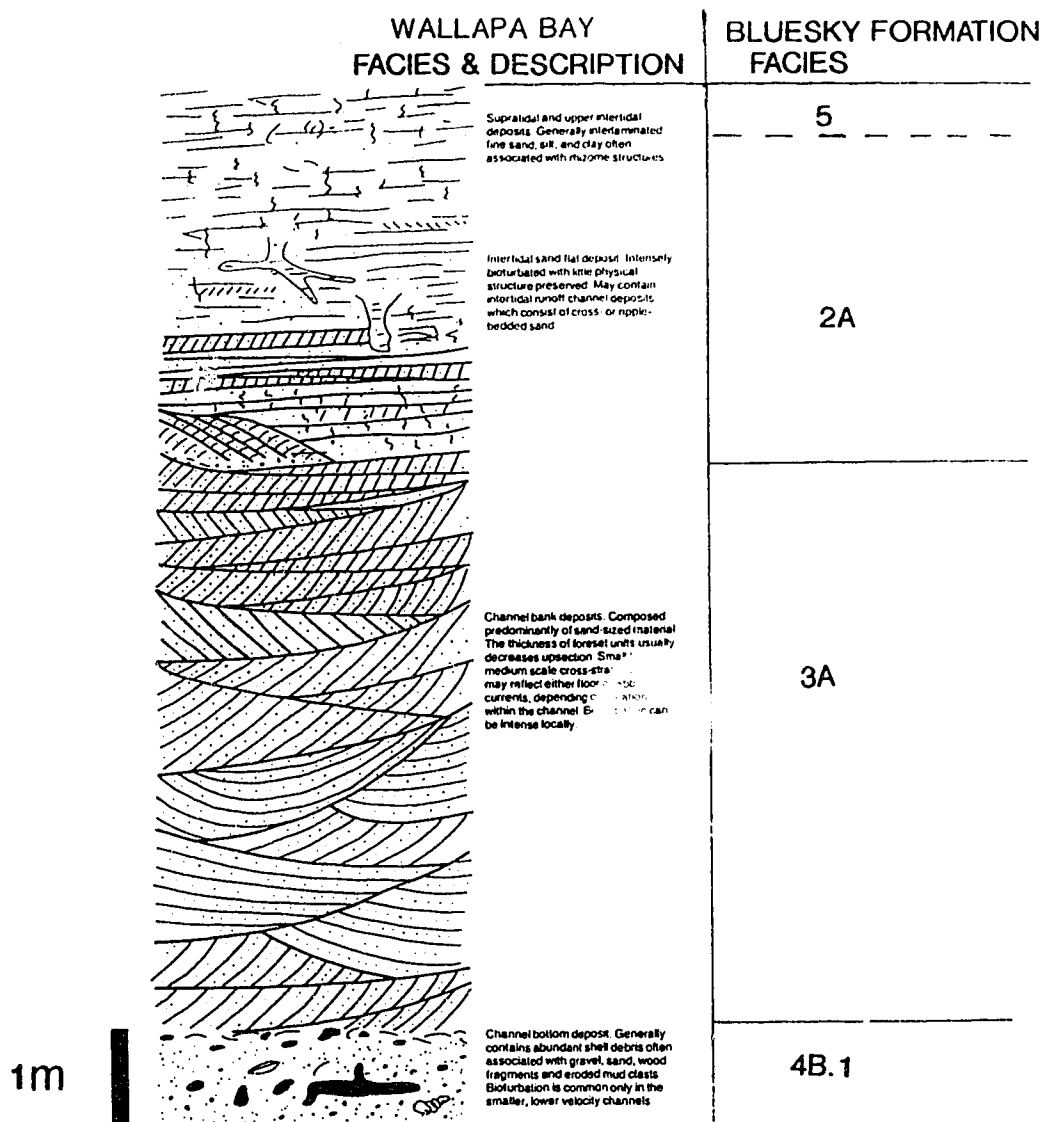 WALLAPA BAY
FACIES & DESCRIPTION
BLUESKY FORMATION
FACIES
Supratidal and upper intertidal
deposits. Generally interlaminated
fine sand, silt, and clay often
associated with rhizome structures
5
Intertidal sand flat deposit. Intensely
bioturbated with little physical
structure preserved. May contain
intertidal runoff channel deposits
which consist of cross- or ripple-
bedded sand
2A
Channel bank deposits. Composed
predominantly of sand-sized material
The thickness of foreset units usually
decreases upsection.
medium scale
may reflect either
currents, depending
within the channel. can
be intense locally.
3A
Channel bottom deposit. Generally
contains abundant shell debris often
associated with gravel, sand, wood
fragments and eroded mud clasts
Bioturbation is common only in the
smaller, lower velocity channels
4B.1
1m